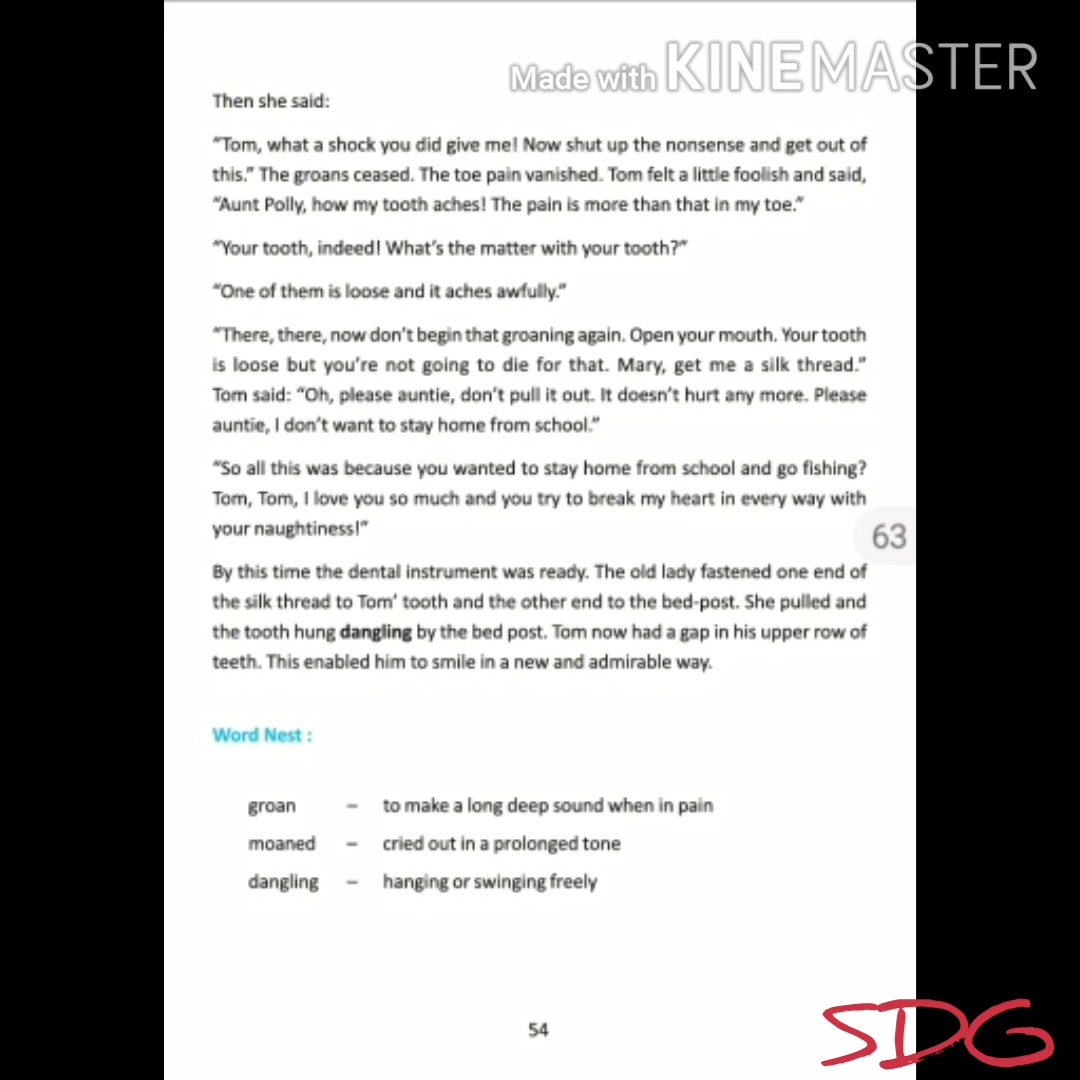 Made with KINEMASTER
Then she said:
“Tom, what a shock you did give me! Now shut up the nonsense and get out of
this.” The groans ceased. The toe pain vanished. Tom felt a little foolish and said,
“Aunt Polly, how my tooth aches! The pain is more than that in my toe.”
“Your tooth, indeed! What’s the matter with your tooth?”
“One of them is loose and it aches awfully.”
“There, there, now don’t begin that groaning again. Open your mouth. Your tooth
is loose but you’re not going to die for that. Mary, get me a silk thread.”
Tom said: “Oh, please auntie, don’t pull it out. It doesn’t hurt any more. Please
auntie, I don’t want to stay home from school.”
“So all this was because you wanted to stay home from school and go fishing?
Tom, Tom, I love you so much and you try to break my heart in every way with
your naughtiness!”
63
By this time the dental instrument was ready. The old lady fastened one end of
the silk thread to Tom’ tooth and the other end to the bed-post. She pulled and
the tooth hung dangling by the bed post. Tom now had a gap in his upper row of
teeth. This enabled him to smile in a new and admirable way.
Word Nest :
groan – to make a long deep sound when in pain
moaned – cried out in a prolonged tone
dangling – hanging or swinging freely
54
SDG